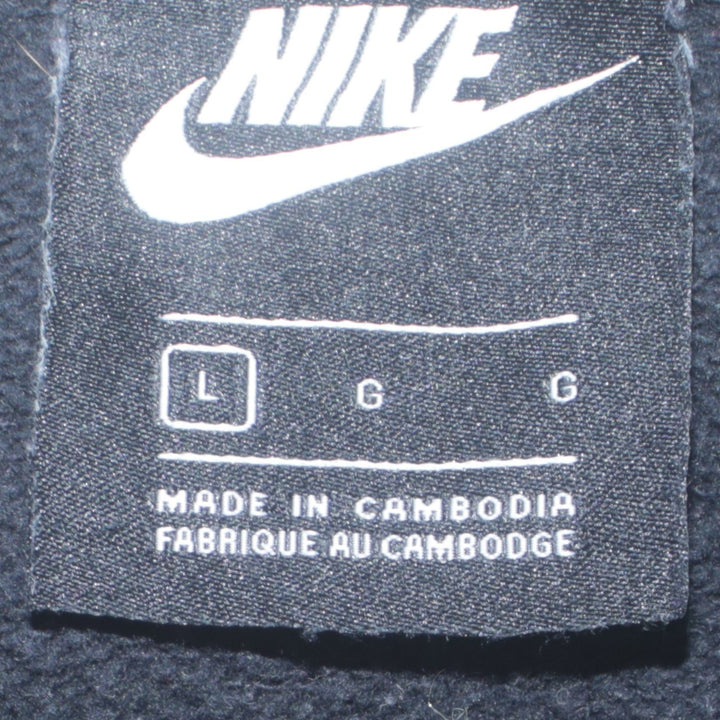 NIKE
L G G
MADE IN CAMBODIA
FABRIQUE AU CAMBODGE